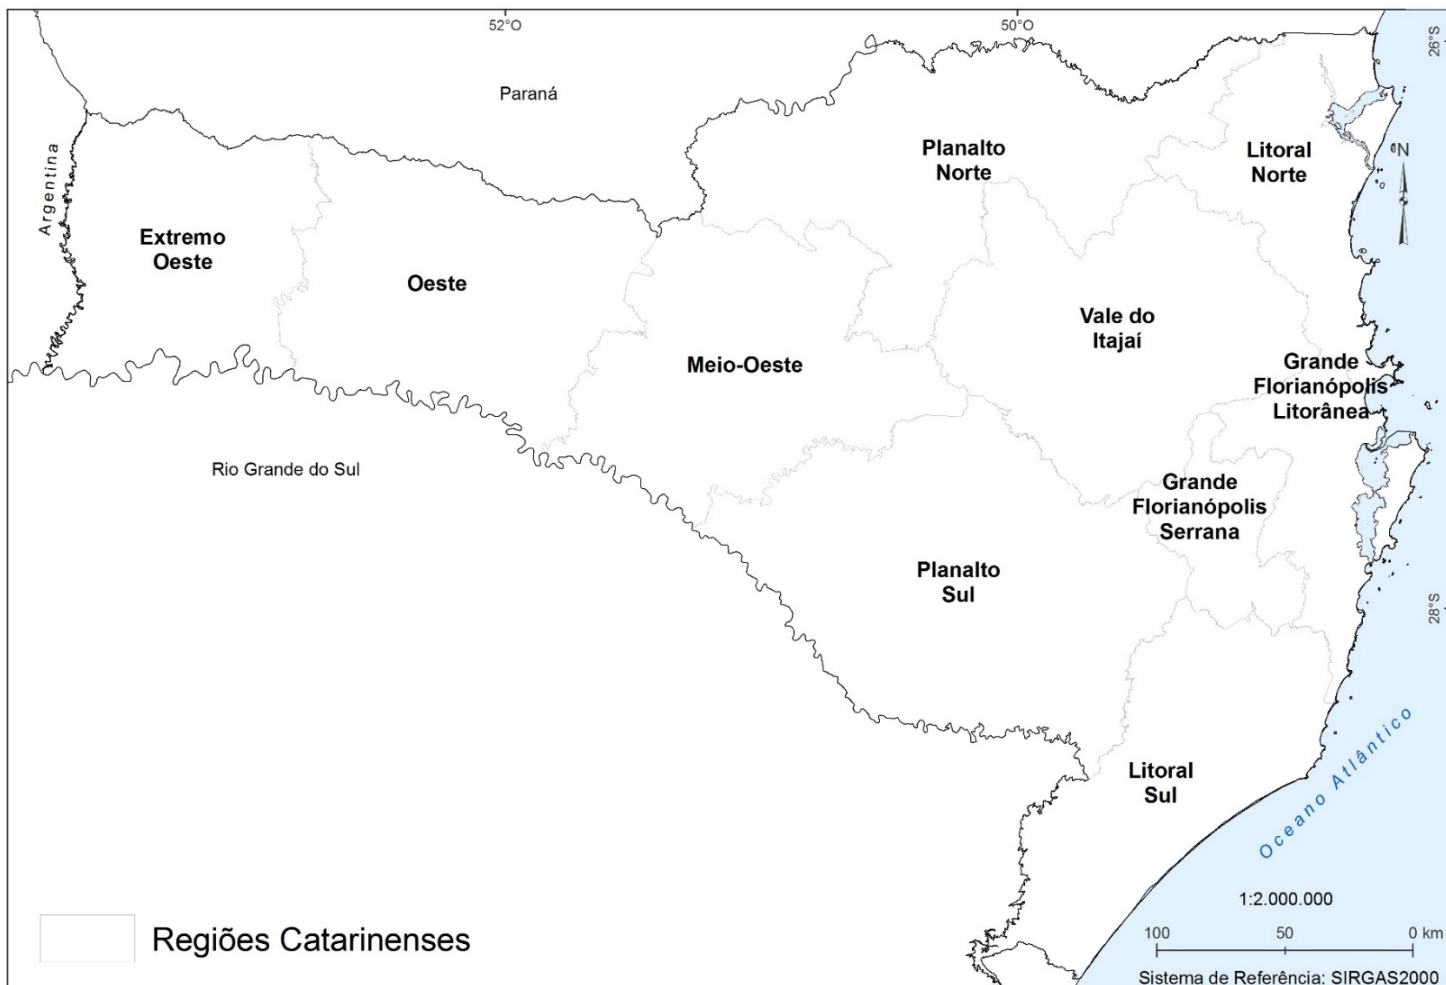 52°O
50°O
26°S
Paraná
Planalto
Norte
Litoral
Norte
N
Argentina
Extremo
Oeste
Oeste
Vale do
Itajaí
Meio-Oeste
Grande
Florianópolis
Litorânea
Rio Grande do Sul
Grande
Florianópolis
Serrana
Planalto
Sul
28°S
Litoral
Sul
Oceano Atlântico
1:2.000.000
Regiões Catarinenses
100 50 0 km
Sistema de Referência: SIRGAS2000